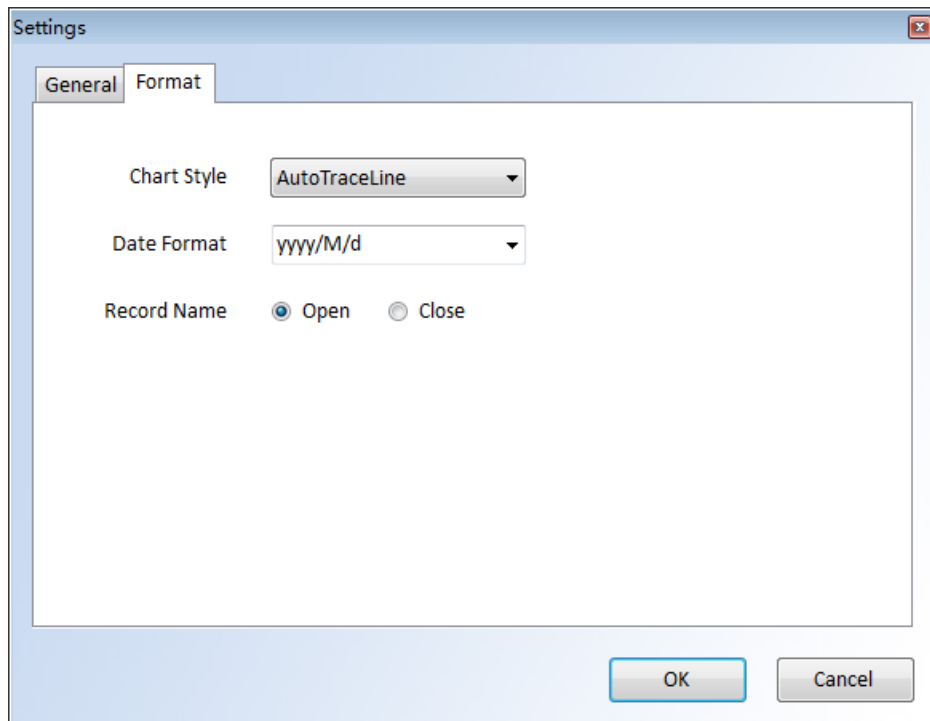 Settings
General Format
Chart Style AutoTraceLine
Date Format yyyy/M/d
Record Name Open Close
OK Cancel